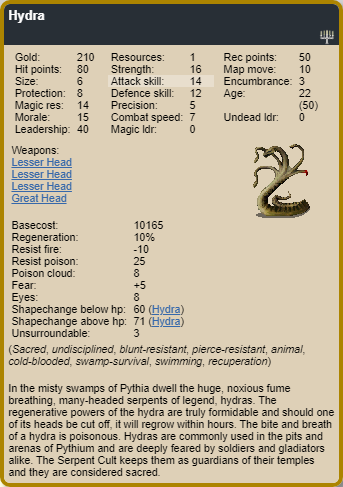 Hydra
Gold: 210 Resources: 1 Rec points: 50
Hit points: 80 Strength: 16 Map move: 10
Size: 6 Attack skill: 14 Encumbrance: 3
Protection: 8 Defence skill: 12 Age: 22
Magic res: 14 Precision: 5 (50)
Morale: 15 Combat speed: 7 Undead ldr: 0
Leadership: 40 Magic ldr: 0
Weapons:
Lesser Head
Lesser Head
Lesser Head
Great Head
Basecost: 10165
Regeneration: 10%
Resist fire: -10
Resist poison: 25
Poison cloud: 8
Fear: +5
Eyes: 8
Shapechange below hp: 60 (Hydra)
Shapechange above hp: 71 (Hydra)
Unsurroundable: 3
(Sacred, undisciplined, blunt-resistant, pierce-resistant, animal,
cold-blooded, swamp-survival, swimming, recuperation)
In the misty swamps of Pythia dwell the huge, noxious fume
breathing, many-headed serpents of legend, hydras. The
regenerative powers of the hydra are truly formidable and should one
of its heads be cut off, it will regrow within hours. The bite and breath
of a hydra is poisonous. Hydras are commonly used in the pits and
arenas of Pythium and are deeply feared by soldiers and gladiators
alike. The Serpent Cult keeps them as guardians of their temples
and they are considered sacred.